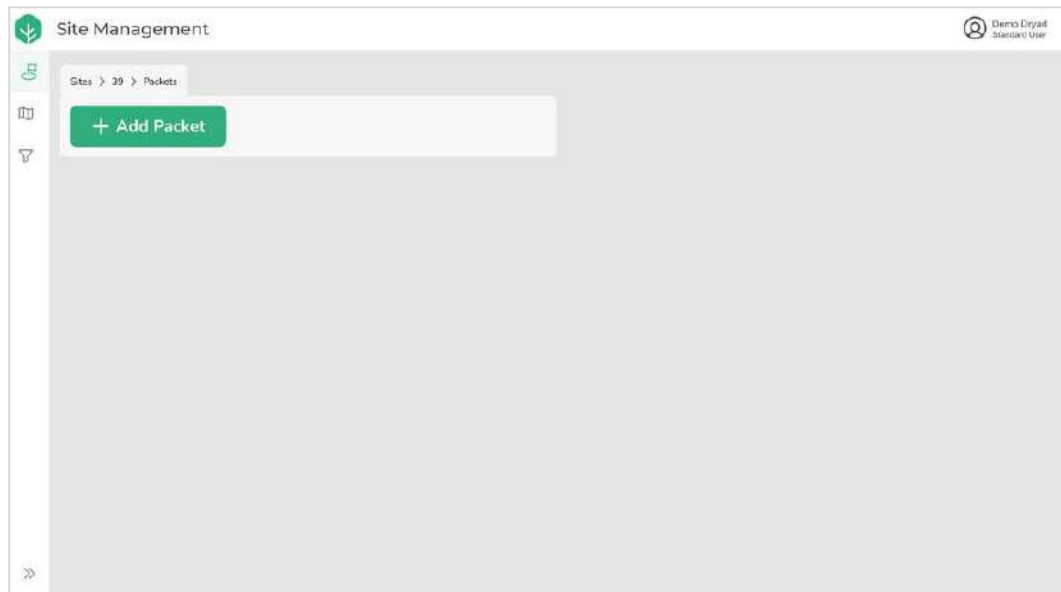 Site Management
Demo Dryad
Standard User
Sites > 39 > Packets
+ Add Packet